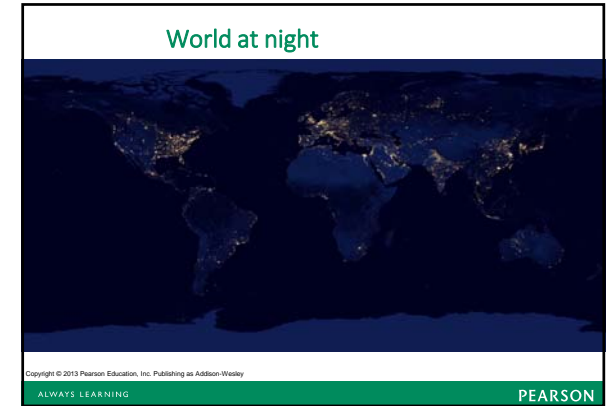 World at night
Copyright © 2013 Pearson Education, Inc. Publishing as Addison-Wesley
ALWAYS LEARNING
PEARSON